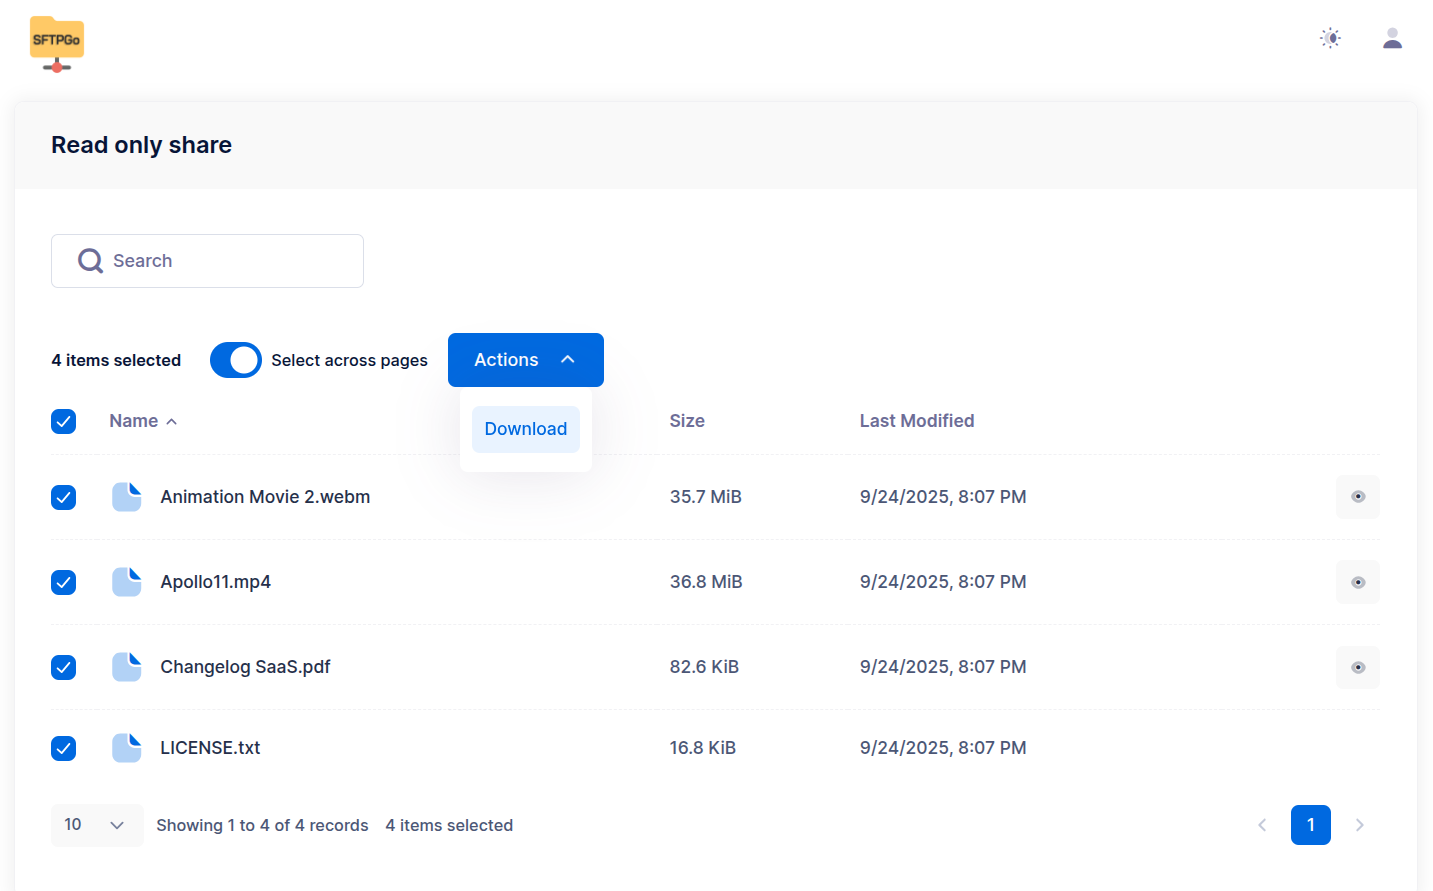 SFTPGo
Read only share
Search
4 items selected Select across pages Actions
Download
Name Size Last Modified
Animation Movie 2.webm 35.7 MiB 9/24/2025, 8:07 PM
Apollo11.mp4 36.8 MiB 9/24/2025, 8:07 PM
Changelog SaaS.pdf 82.6 KiB 9/24/2025, 8:07 PM
LICENSE.txt 16.8 KiB 9/24/2025, 8:07 PM
10 Showing 1 to 4 of 4 records 4 items selected 1